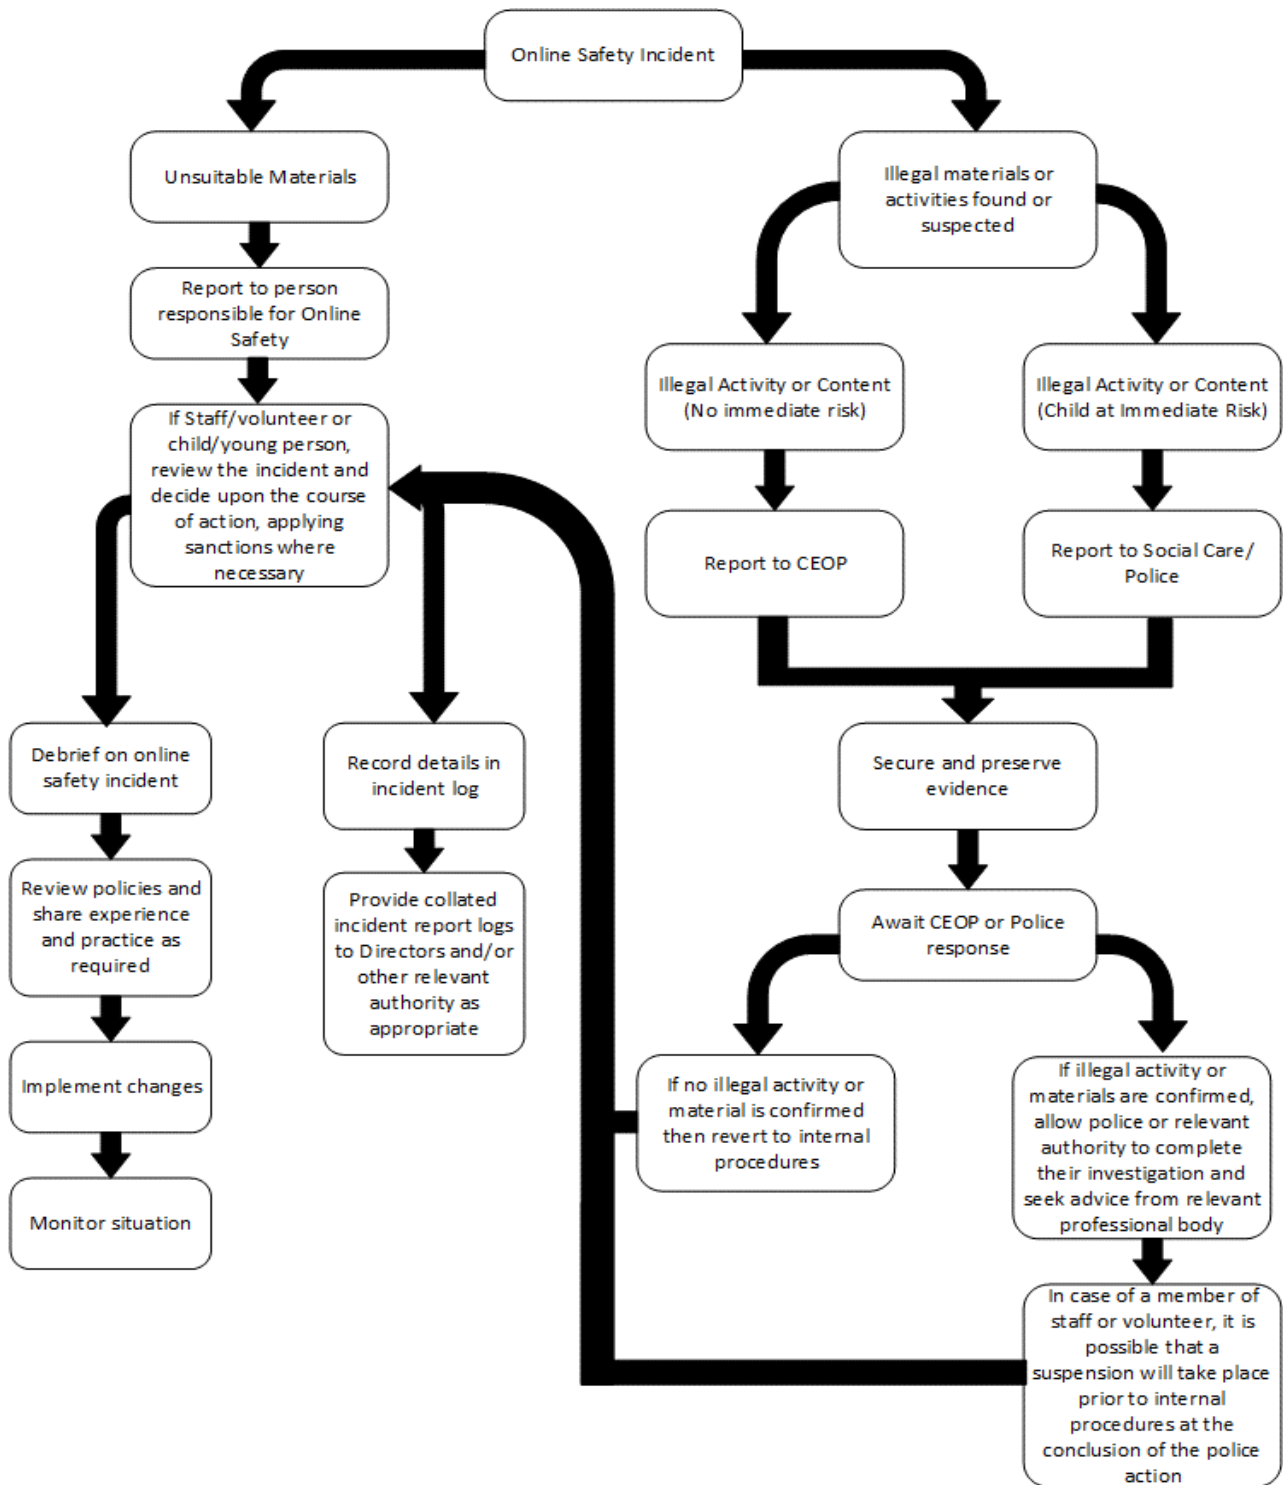 Online Safety Incident
Unsuitable Materials
Report to person
responsible for Online
Safety
If Staff/volunteer or
child/young person,
review the incident and
decide upon the course
of action, applying
sanctions where
necessary
Debrief on online
safety incident
Review policies and
share experience
and practice as
required
Implement changes
Monitor situation
Record details in
incident log
Provide collated
incident report logs
to Directors and/or
other relevant
authority as
appropriate
Illegal materials or
activities found or
suspected
Illegal Activity or Content
(No immediate risk)
Report to CEOP
Illegal Activity or Content
(Child at Immediate Risk)
Report to Social Care/
Police
Secure and preserve
evidence
Await CEOP or Police
response
If no illegal activity or
material is confirmed
then revert to internal
procedures
If illegal activity or
materials are confirmed,
allow police or relevant
authority to complete
their investigation and
seek advice from relevant
professional body
In case of a member of
staff or volunteer, it is
possible that a
suspension will take place
prior to internal
procedures at the
conclusion of the police
action